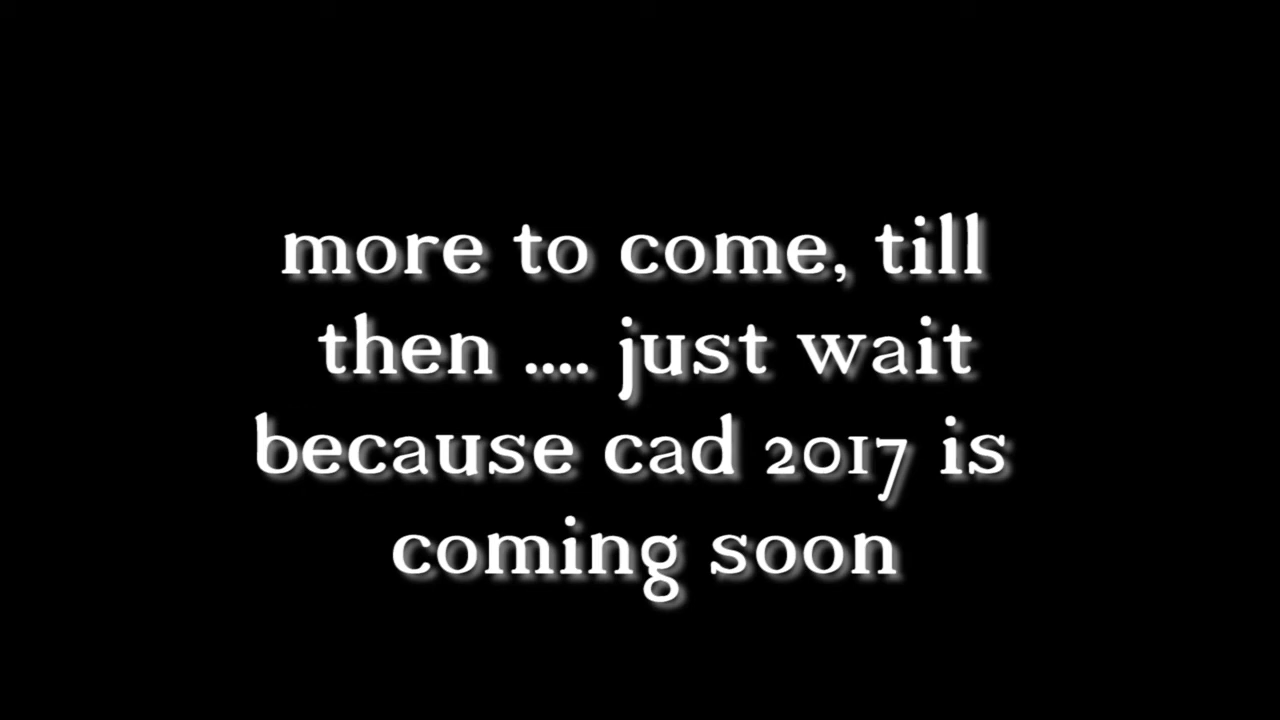 more to come, till
then .... just wait
because cad 2017 is
coming soon